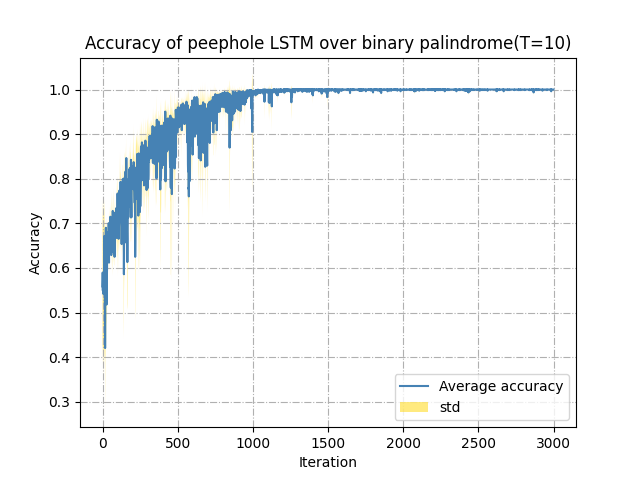 Accuracy of peephole LSTM over binary palindrome(T=10)
1.0
0.9
0.8
0.7
0.6
0.5
0.4
0.3
Accuracy
0 500 1000 1500 2000 2500 3000
Iteration
Average accuracy
std